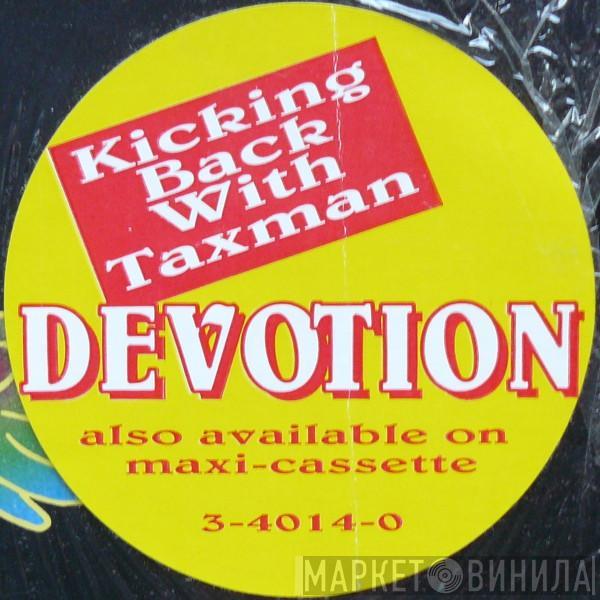 Kicking
Back
With
Taxman
DEVOTION
also available on
maxi-cassette
3-4014-0
МАРКЕТ ВИНИЛА